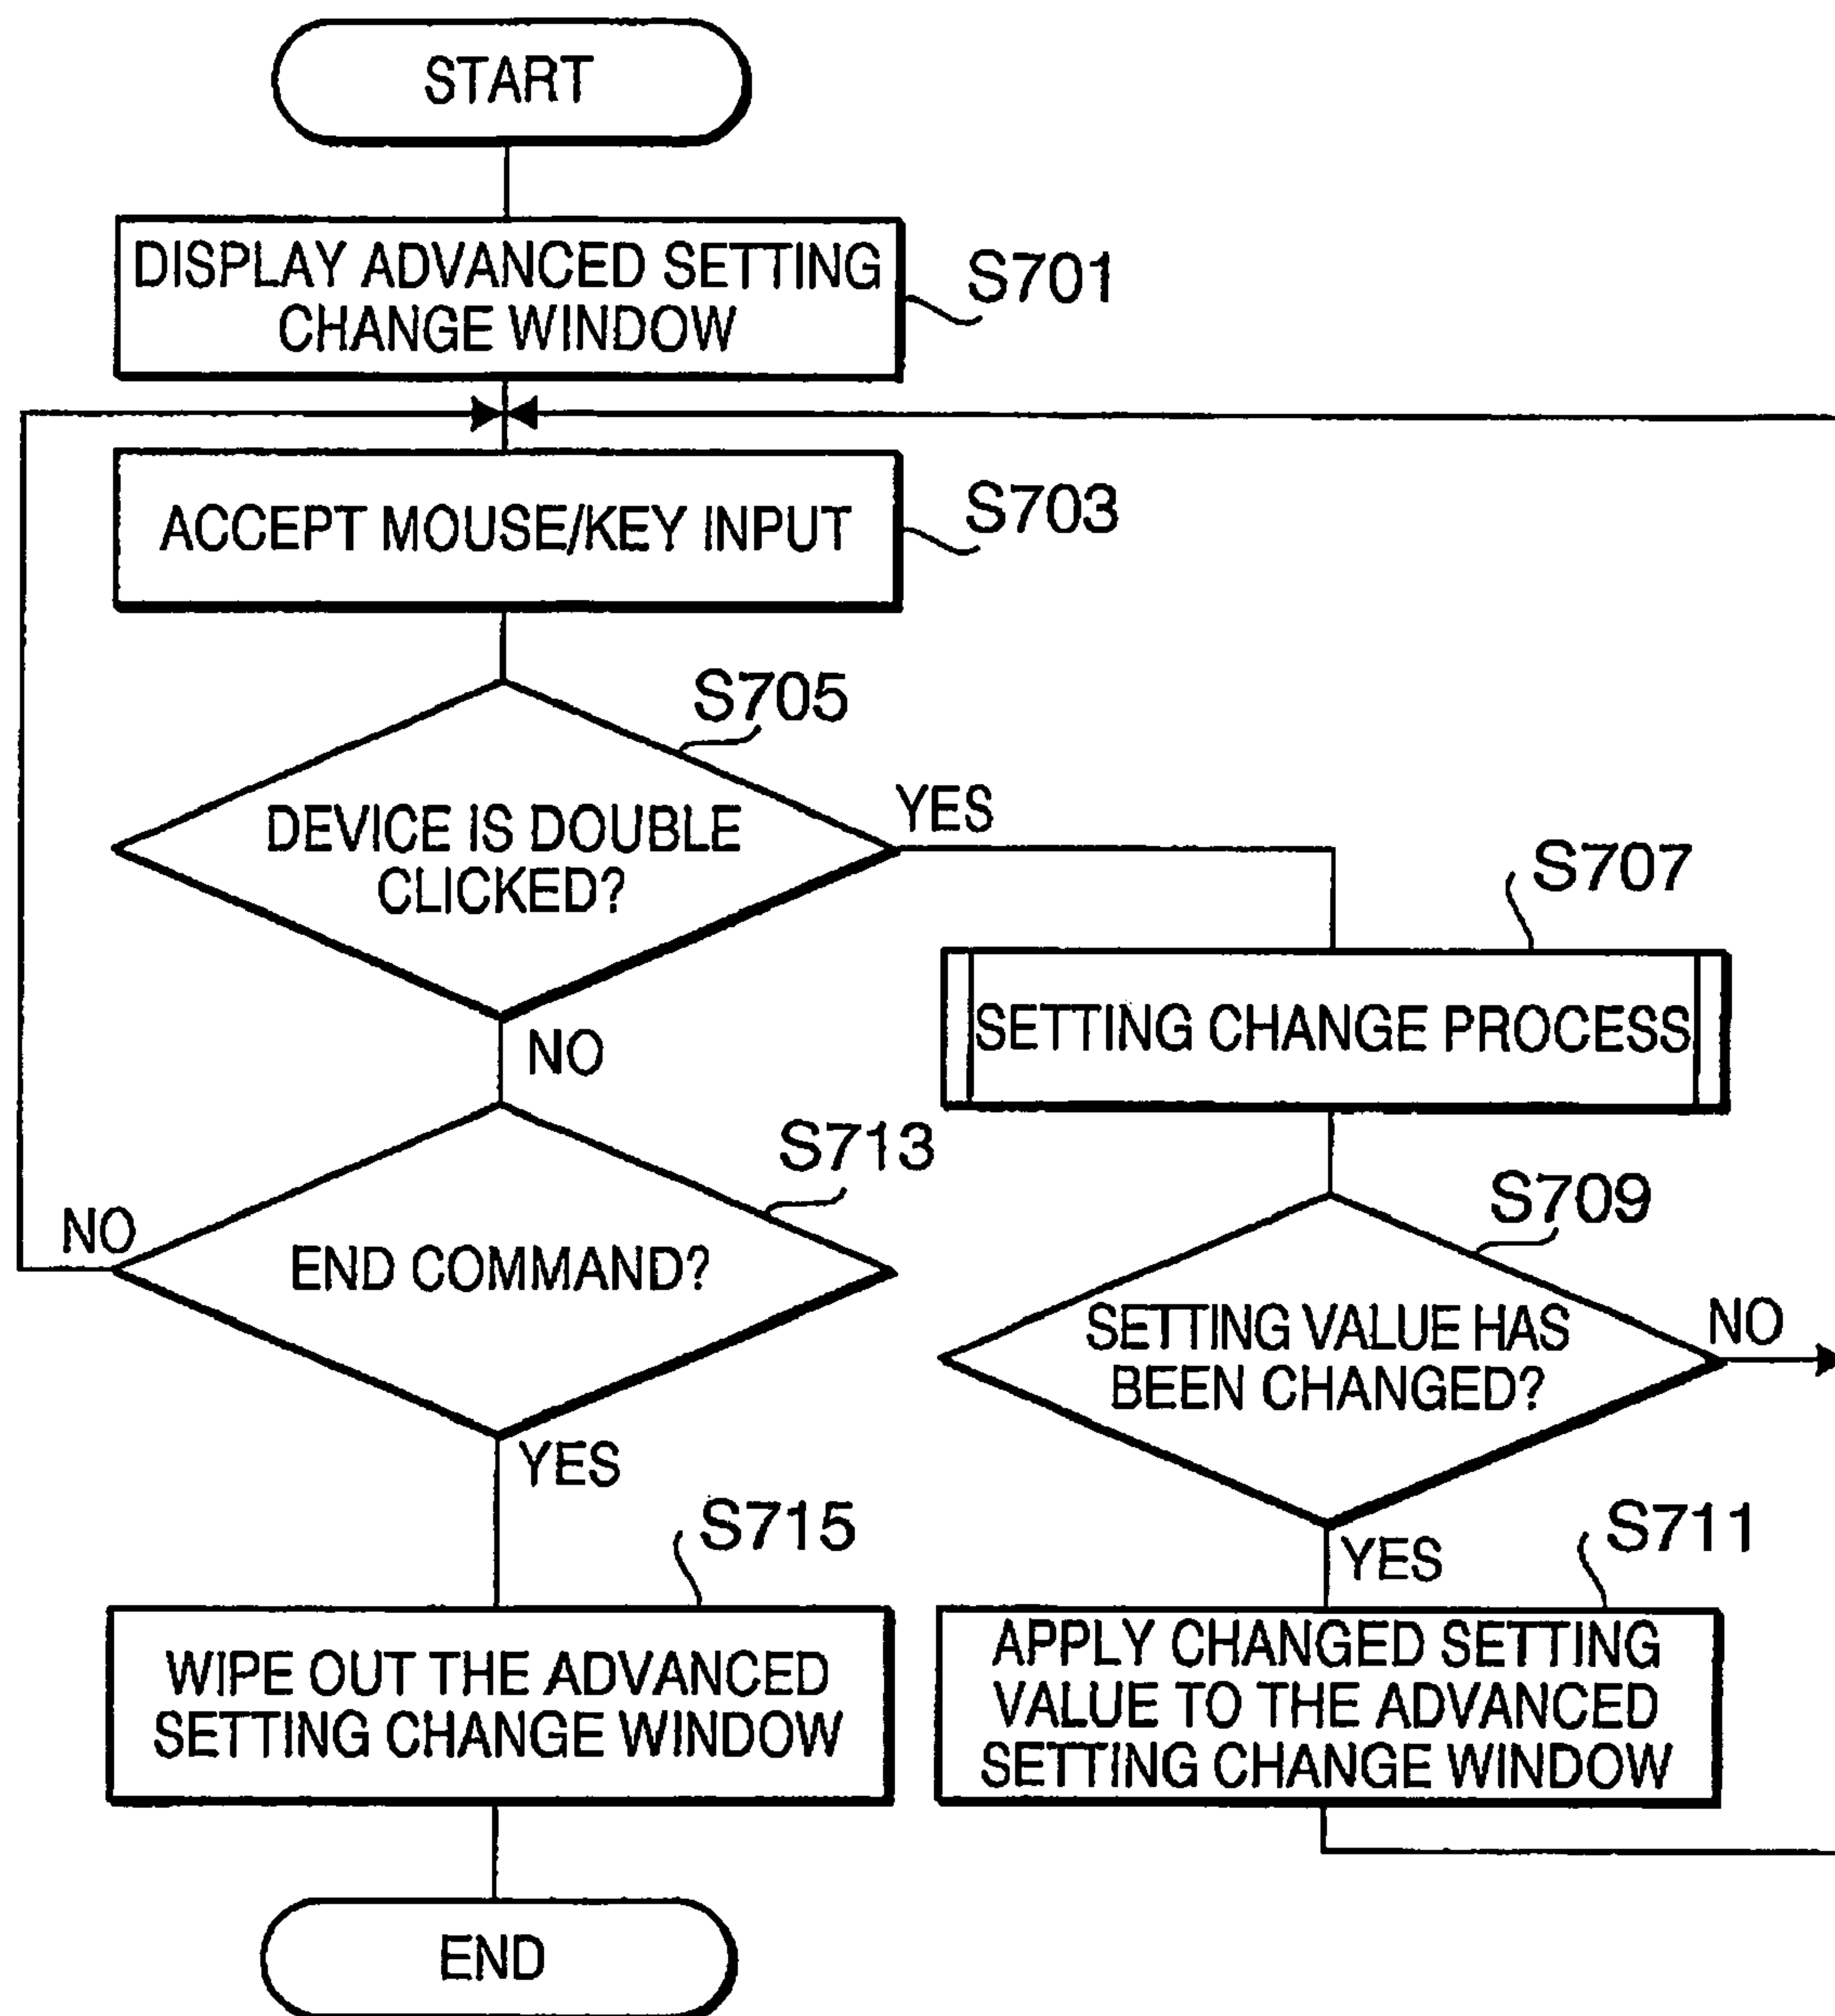 START
DISPLAY ADVANCED SETTING
CHANGE WINDOW
S701
ACCEPT MOUSE/KEY INPUT
S703
S705
DEVICE IS DOUBLE
CLICKED?
YES
NO
S707
SETTING CHANGE PROCESS
S713
END COMMAND?
NO
YES
S709
SETTING VALUE HAS
BEEN CHANGED?
NO
YES
S715
WIPE OUT THE ADVANCED
SETTING CHANGE WINDOW
S711
APPLY CHANGED SETTING
VALUE TO THE ADVANCED
SETTING CHANGE WINDOW
END